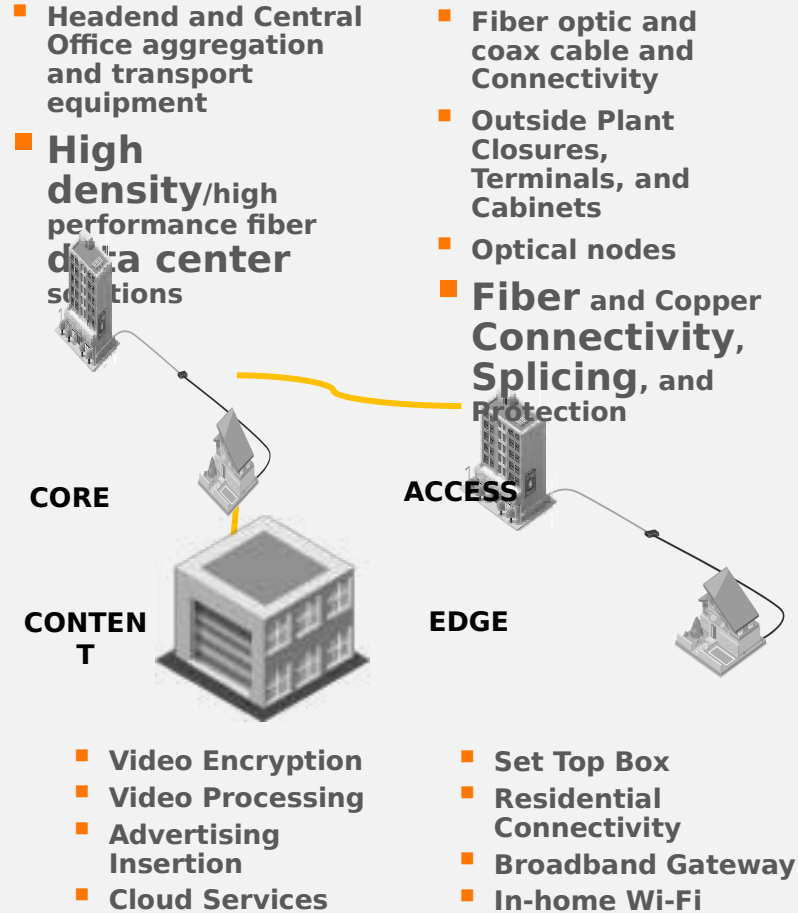 Headend and Central
Office aggregation
and transport
equipment
High
density/high
performance fiber
data center
solutions
Fiber optic and
coax cable and
Connectivity
Outside Plant
Closures,
Terminals, and
Cabinets
Optical nodes
Fiber and Copper
Connectivity,
Splicing, and
Protection
CORE
ACCESS
CONTEN
T
EDGE
Video Encryption
Video Processing
Advertising
Insertion
Cloud Services
Set Top Box
Residential
Connectivity
Broadband Gateway
In-home Wi-Fi